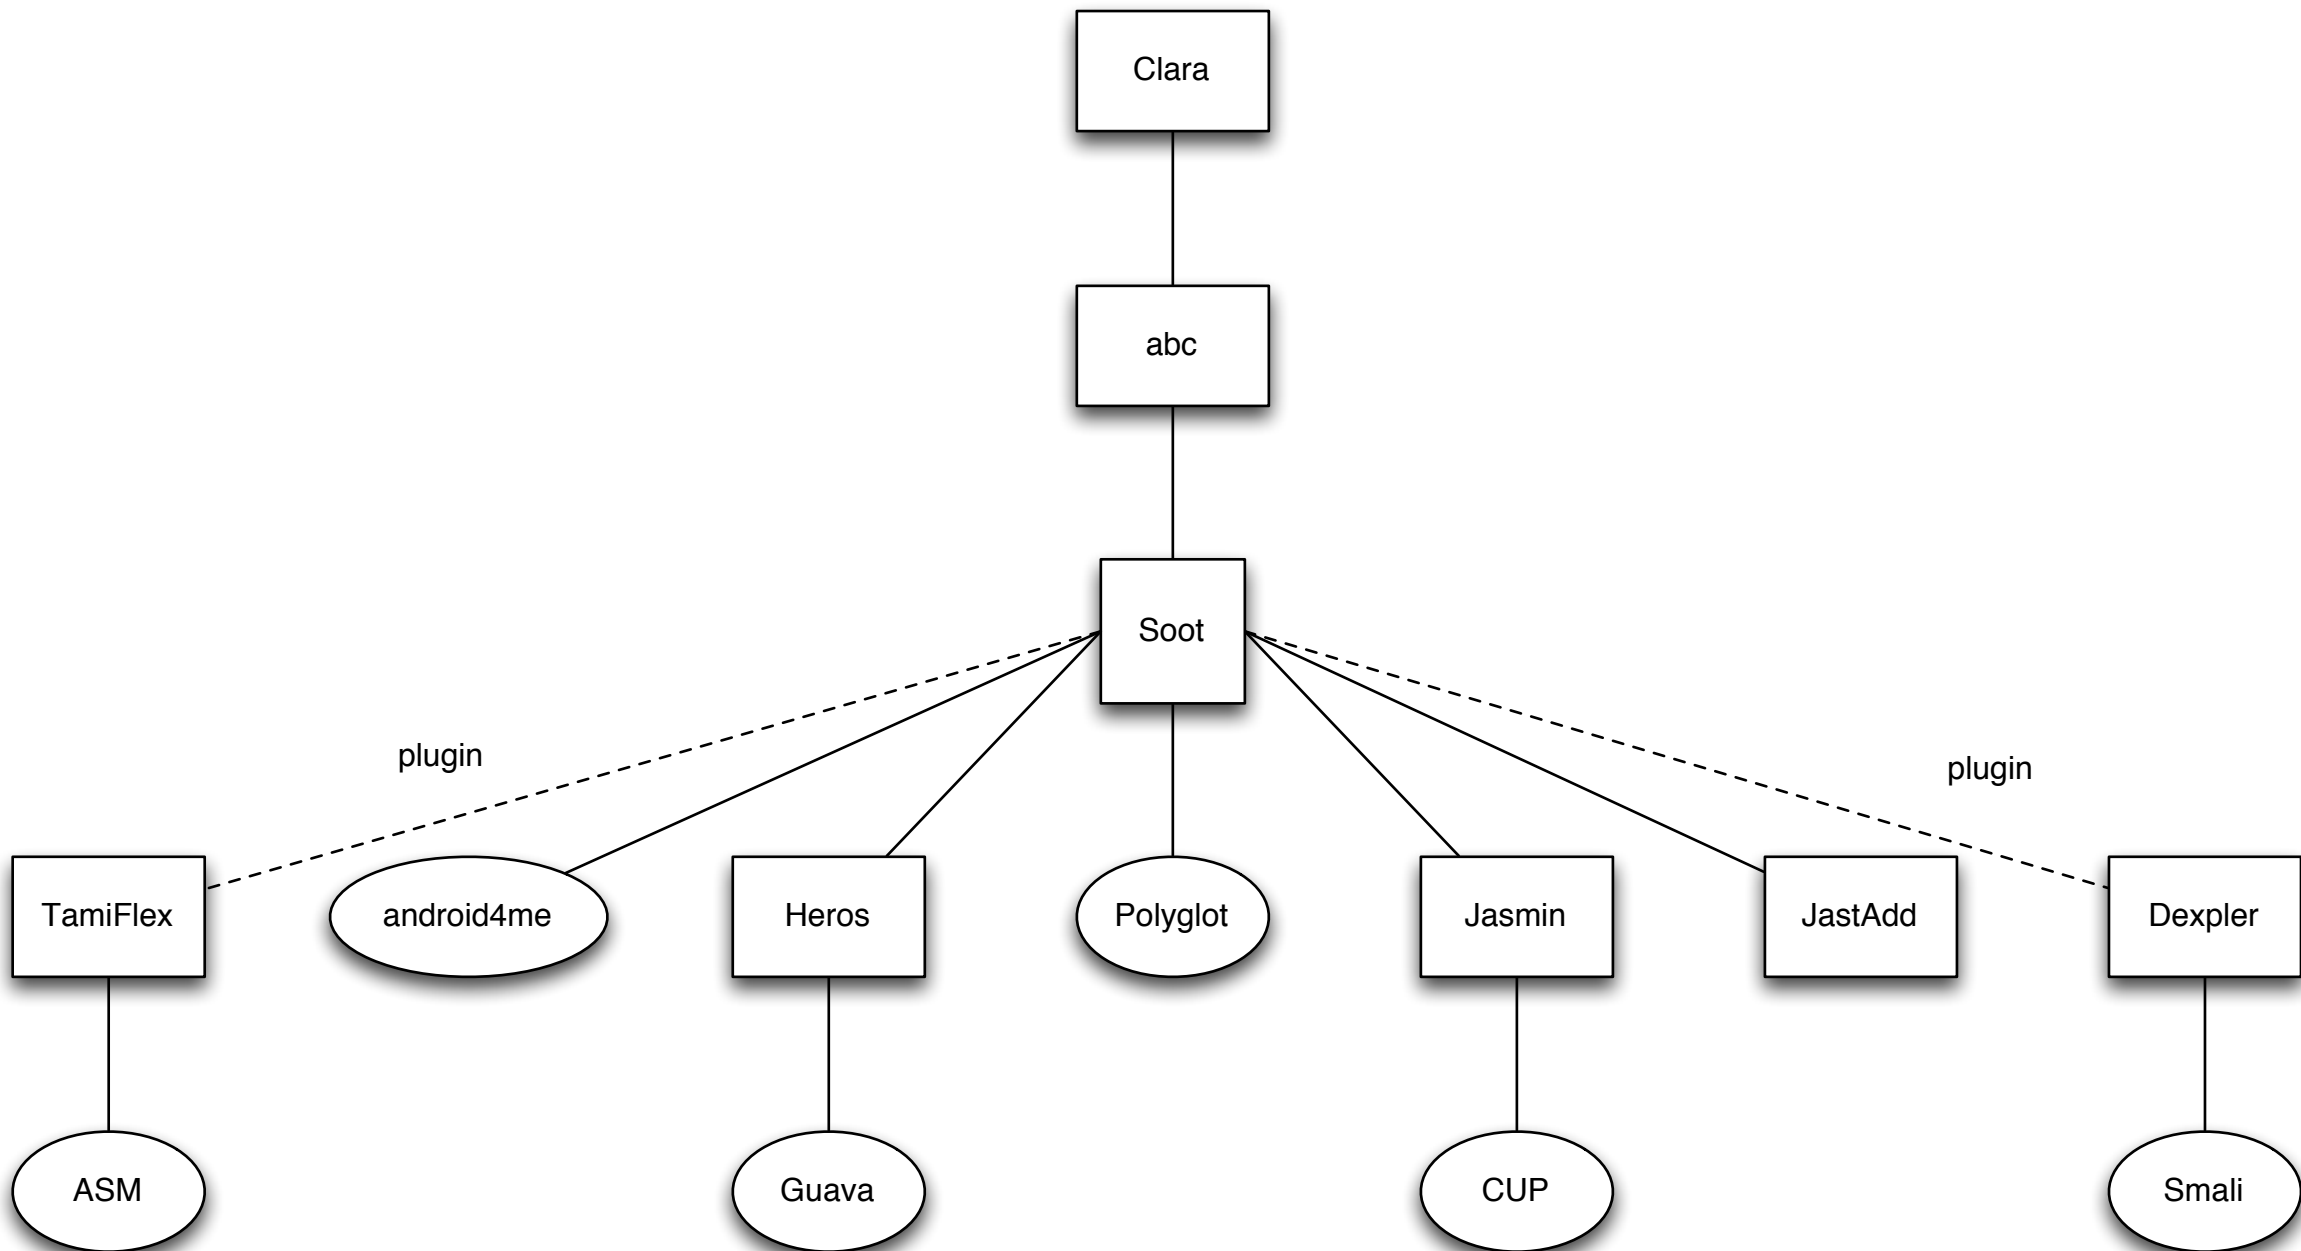 Clara
abc
Soot
plugin
plugin
TamiFlex
android4me
Heros
Polyglot
Jasmin
JastAdd
Dexpler
ASM
Guava
CUP
Smali